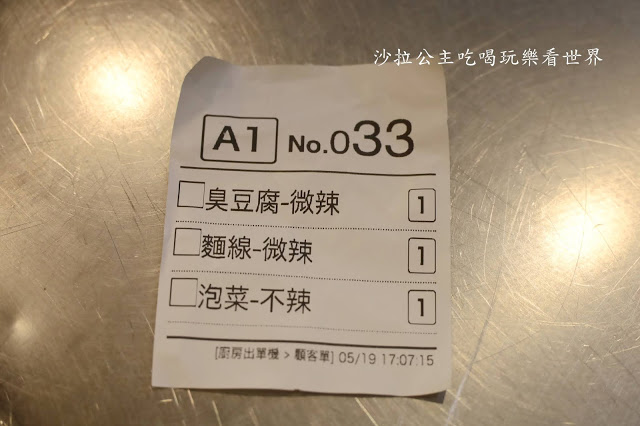 沙拉公主吃喝玩樂看世界
A1 No.033
臭豆腐-微辣 1
麵線-微辣 1
泡菜-不辣 1
[廚房出單機 > 顧客單] 05/19 17:07:15